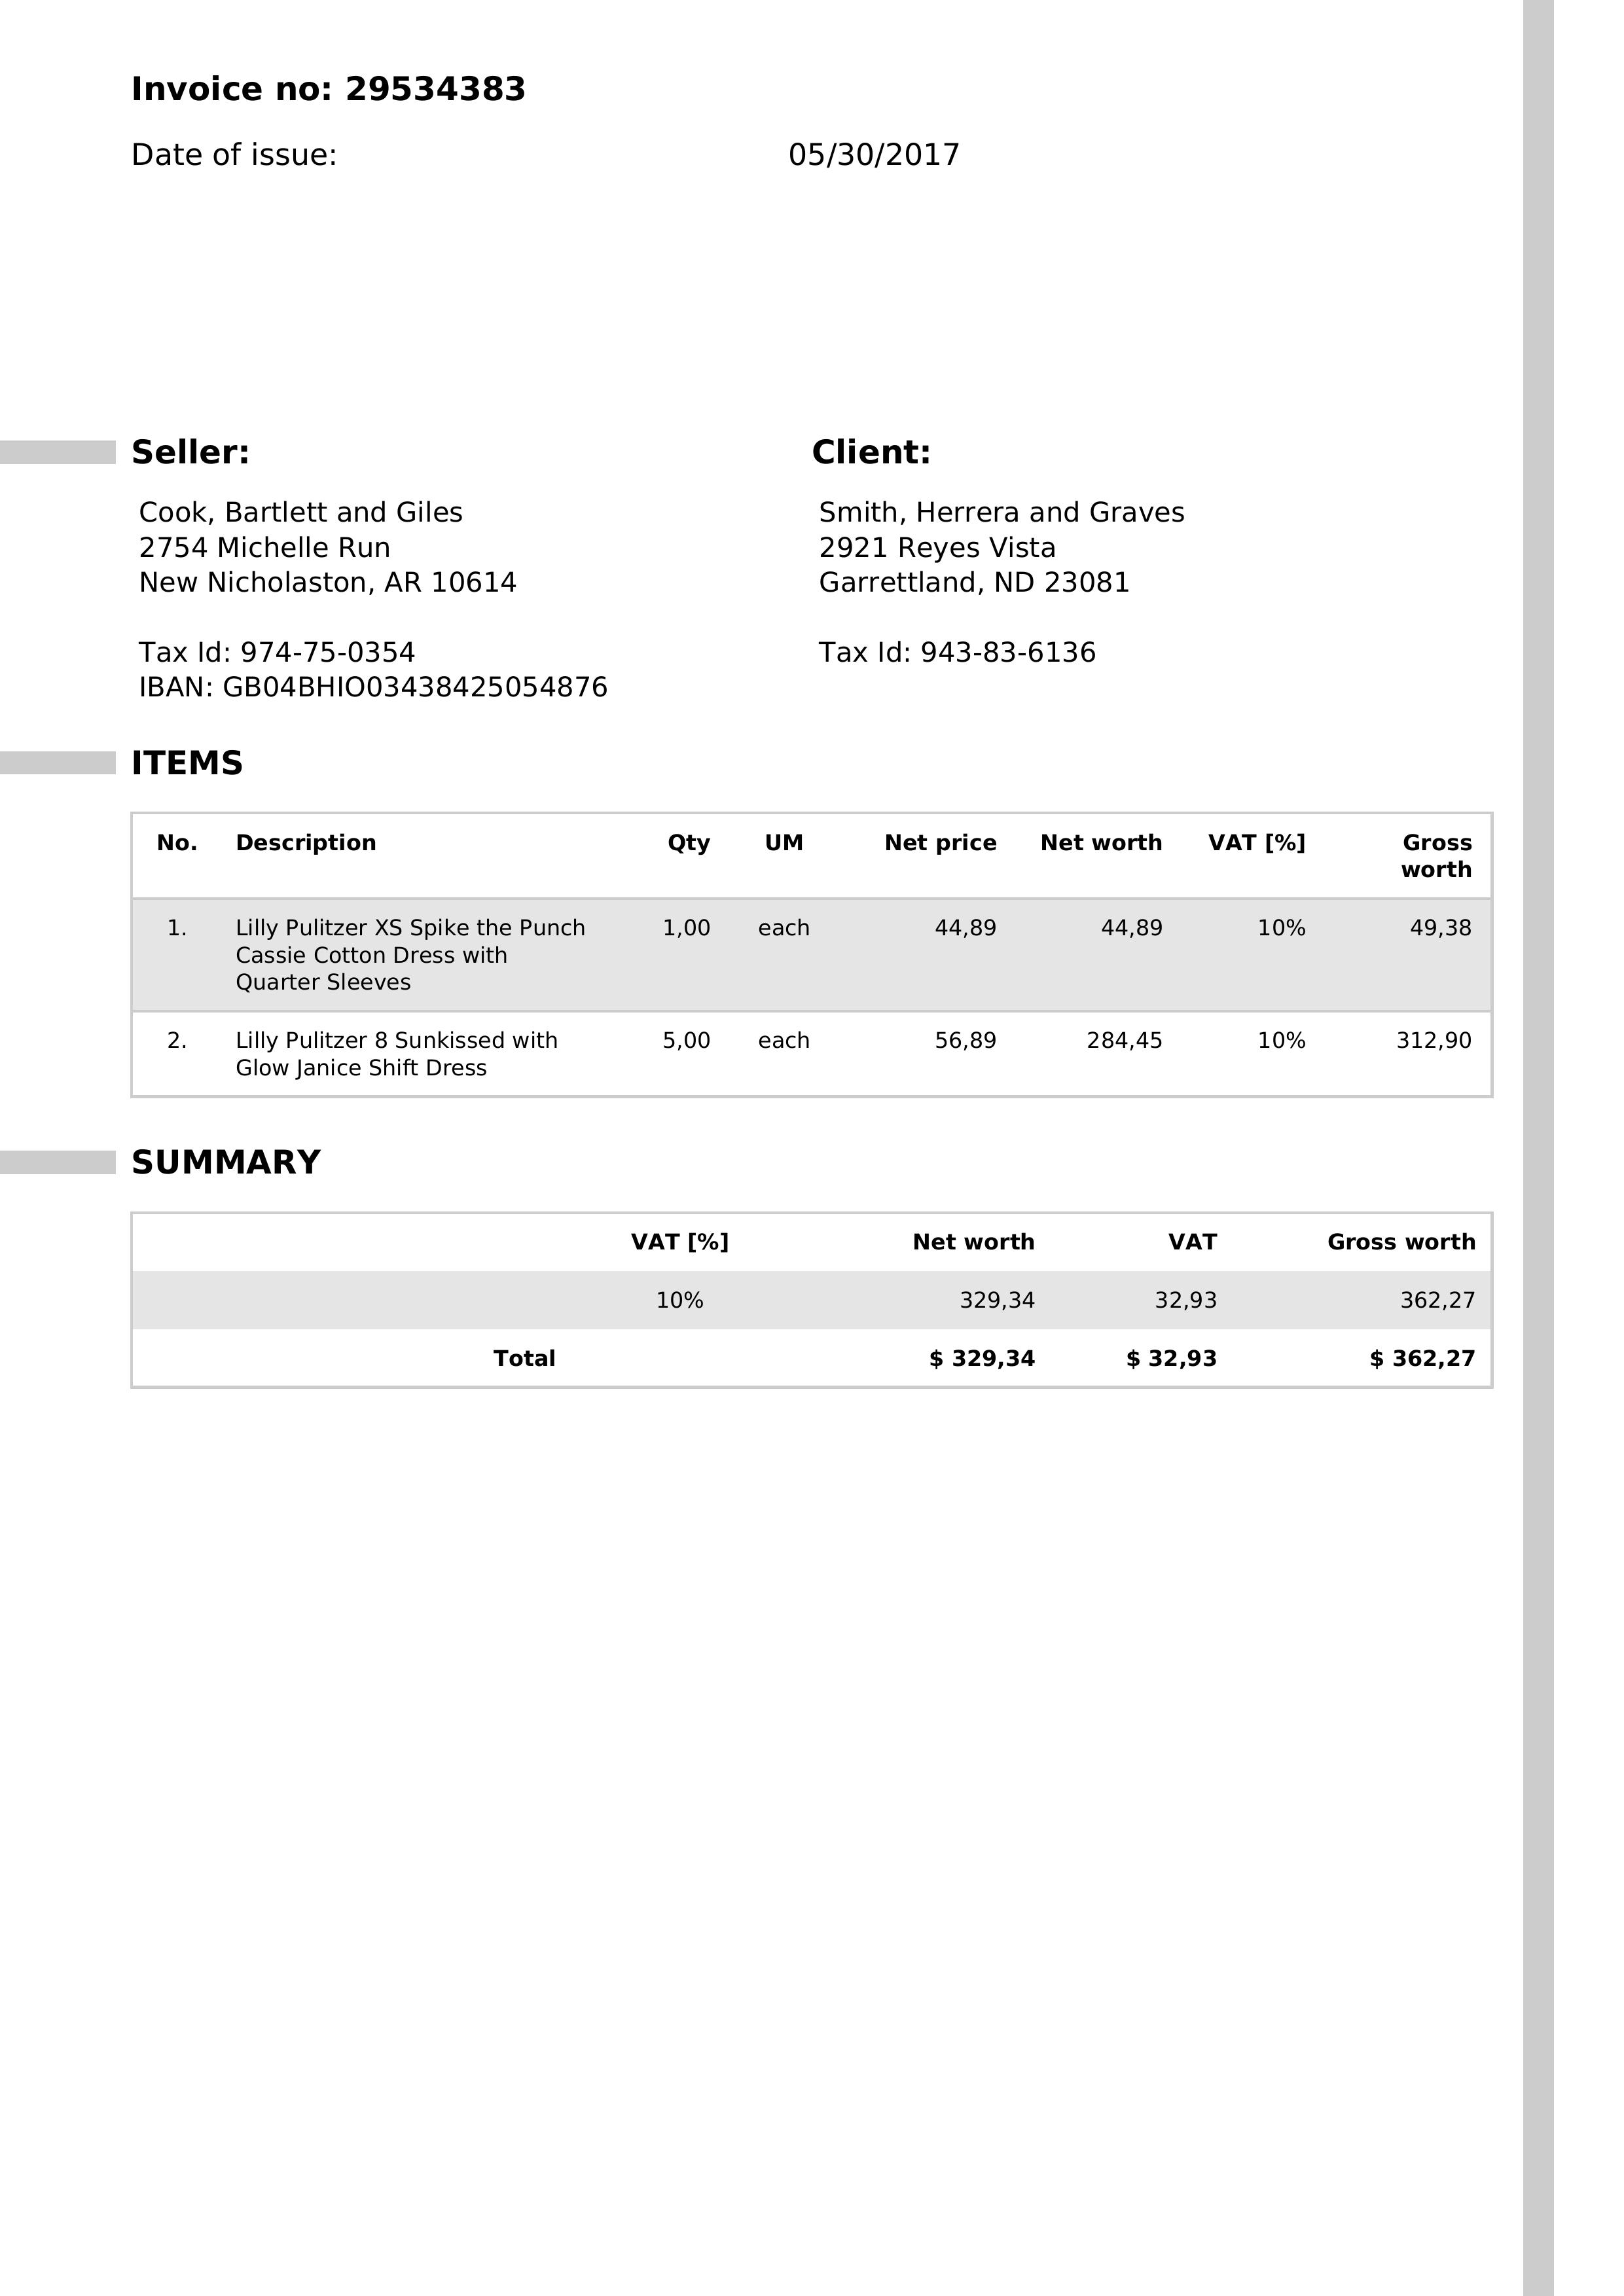 Invoice no: 29534383
Date of issue: 05/30/2017
Seller:
Cook, Bartlett and Giles
2754 Michelle Run
New Nicholaston, AR 10614
Tax Id: 974-75-0354
IBAN: GB04BHIO03438425054876
Client:
Smith, Herrera and Graves
2921 Reyes Vista
Garrettland, ND 23081
Tax Id: 943-83-6136
ITEMS
No. Description Qty UM Net price Net worth VAT [%] Gross
worth
1. Lilly Pulitzer XS Spike the Punch 1,00 each 44,89 44,89 10% 49,38
Cassie Cotton Dress with
Quarter Sleeves
2. Lilly Pulitzer 8 Sunkissed with 5,00 each 56,89 284,45 10% 312,90
Glow Janice Shift Dress
SUMMARY
VAT [%] Net worth VAT Gross worth
10% 329,34 32,93 362,27
Total $ 329,34 $ 32,93 $ 362,27